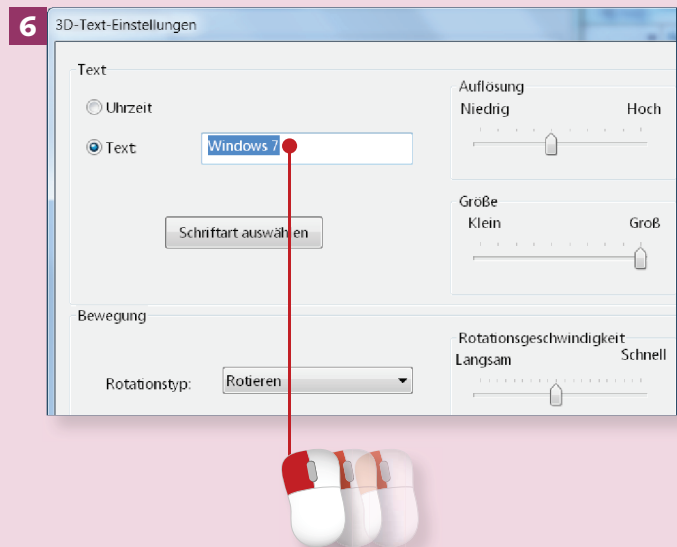 6
3D-Text-Einstellungen
Text
Uhrzeit
Text:
Windows 7
Schriftart auswählen
Auflösung
Niedrig Hoch
Größe
Klein Groß
Bewegung
Rotationstyp: Rotieren
Rotationsgeschwindigkeit
Langsam Schnell